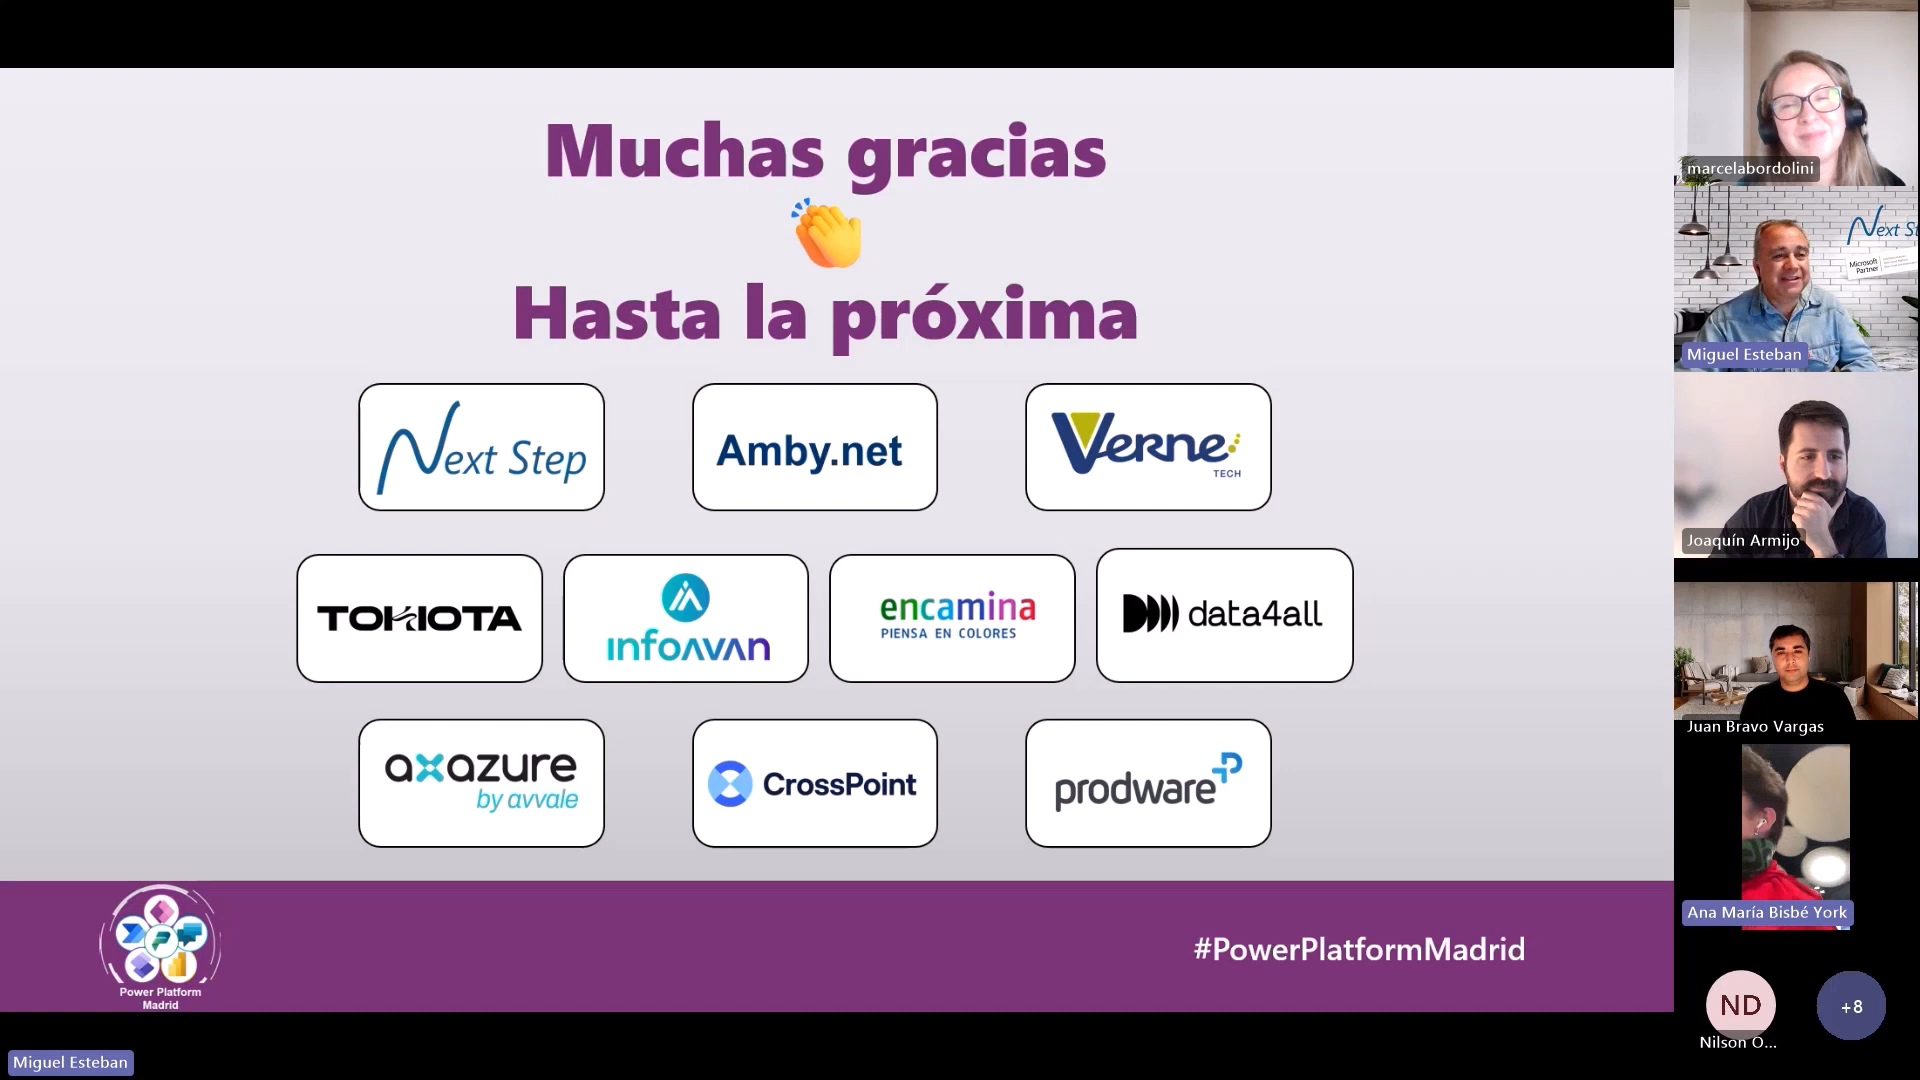 Muchas gracias
Hasta la próxima
Next Step
Amby.net
Verne
TECH
TOKIOTA
infoavan
encamina
PIENSA EN COLORES
data4all
axazure
by avvale
CrossPoint
prodware
Power Platform
Madrid
#PowerPlatformMadrid
Miguel Esteban
marcelabordolini
Next St
Microsoft
Partner
Miguel Esteban
Joaquín Armijo
Juan Bravo Vargas
Ana María Bisbé York
ND
Nilson O...
+8